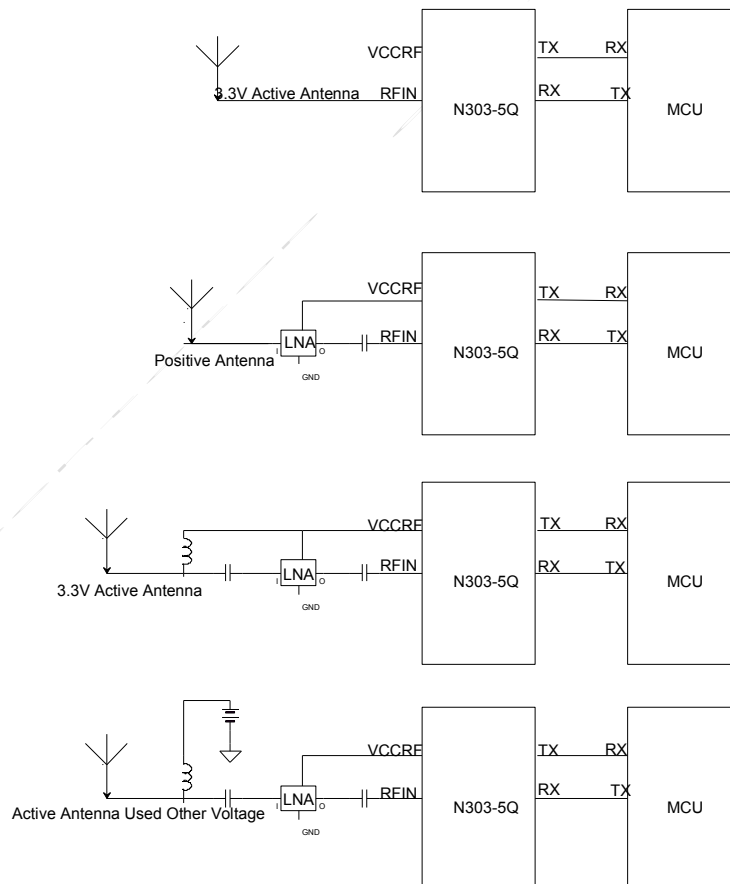 VCCRF TX RX
3.3V Active Antenna RFIN N303-5Q RX TX MCU
VCCRF TX RX
I LNA O RFIN RX TX
Positive Antenna N303-5Q MCU
GND
VCCRF TX RX
I LNA O RFIN RX TX
3.3V Active Antenna N303-5Q MCU
GND
VCCRF TX RX
I LNA O RFIN RX TX
Active Antenna Used Other Voltage N303-5Q MCU
GND